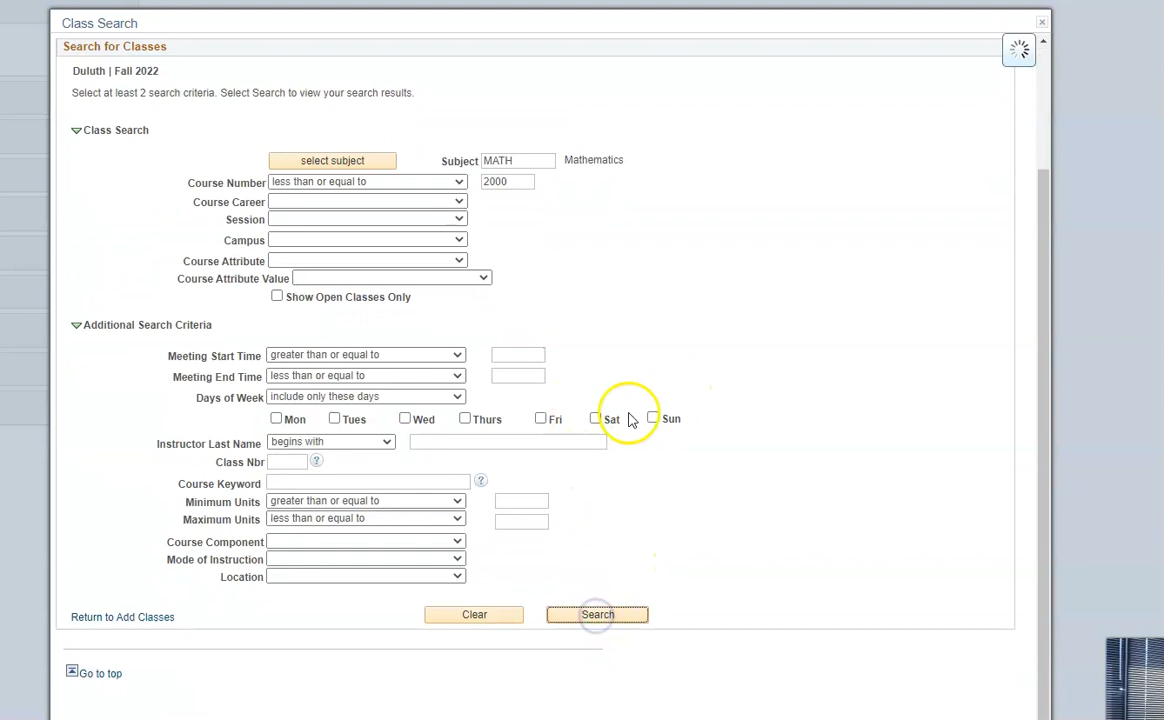 Class Search
Search for Classes
Duluth | Fall 2022
Select at least 2 search criteria. Select Search to view your search results.
Class Search
select subject Subject MATH Mathematics
Course Number less than or equal to 2000
Course Career
Session
Campus
Course Attribute
Course Attribute Value
Show Open Classes Only
Additional Search Criteria
Meeting Start Time greater than or equal to
Meeting End Time less than or equal to
Days of Week include only these days
Mon Tues Wed Thurs Fri Sat Sun
Instructor Last Name begins with
Class Nbr ?
Course Keyword ?
Minimum Units greater than or equal to
Maximum Units less than or equal to
Course Component
Mode of Instruction
Location
Return to Add Classes Clear Search
Go to top